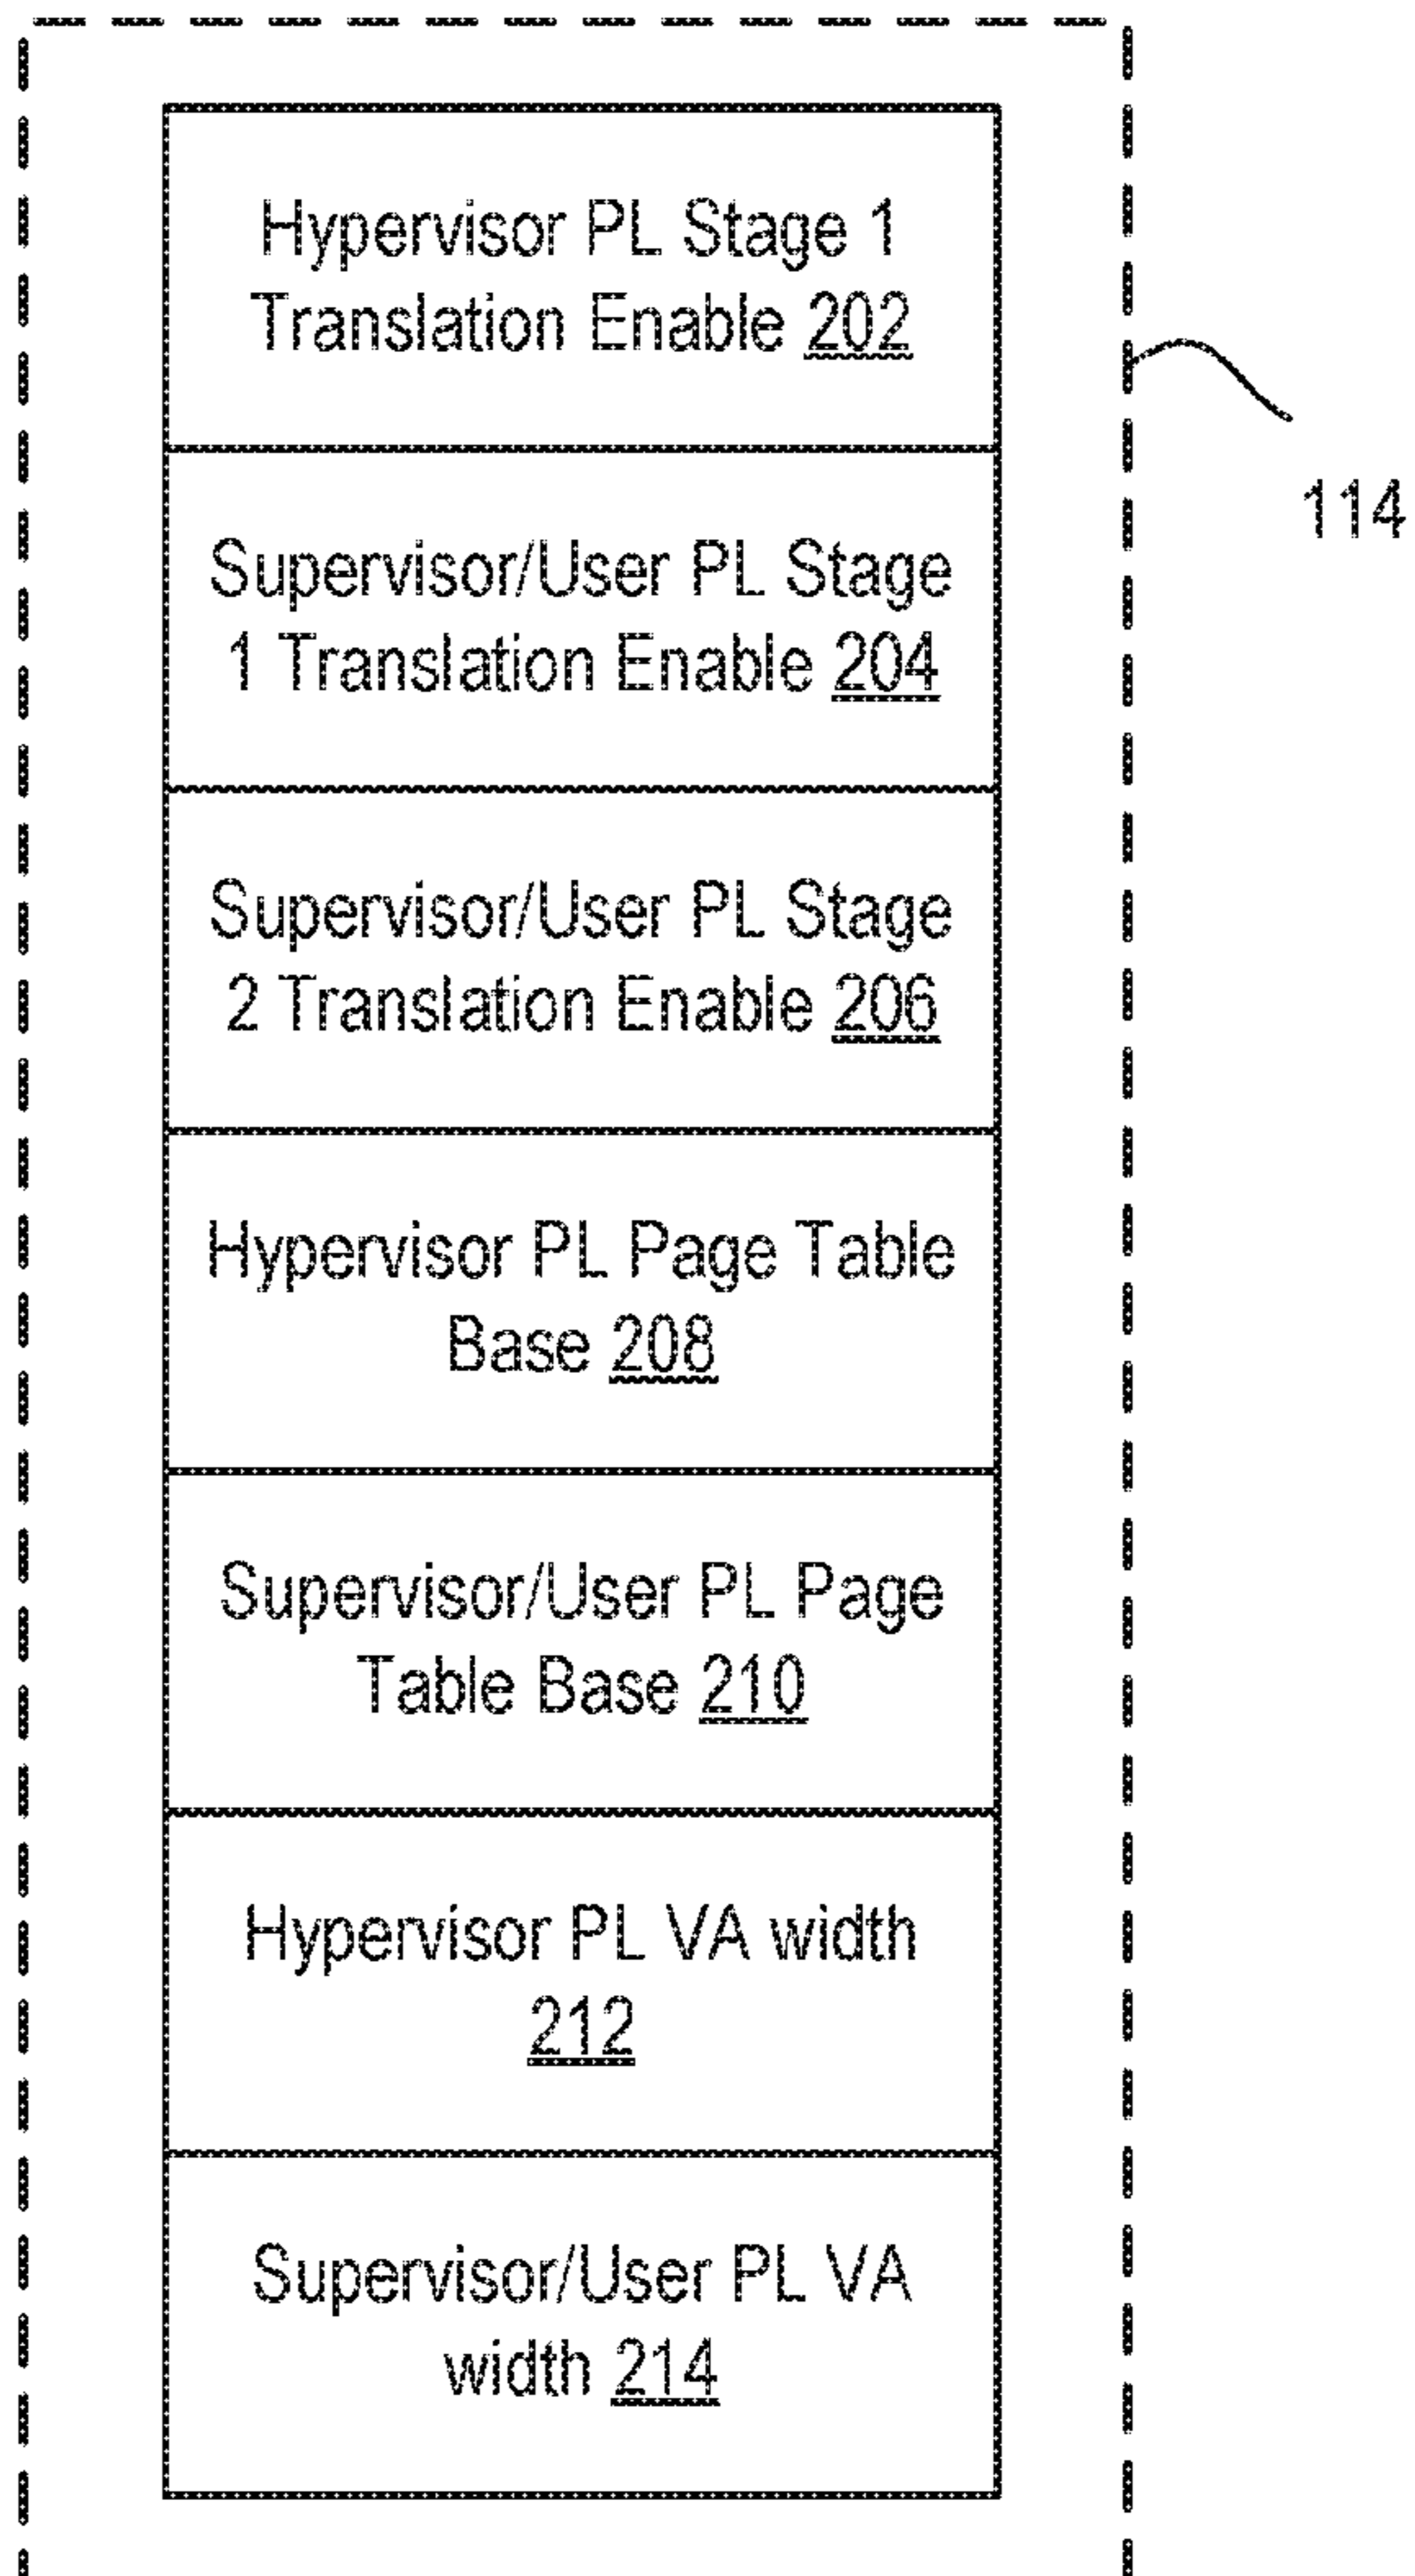 Hypervisor PL Stage 1
Translation Enable 202
114
Supervisor/User PL Stage
1 Translation Enable 204
Supervisor/User PL Stage
2 Translation Enable 206
Hypervisor PL Page Table
Base 208
Supervisor/User PL Page
Table Base 210
Hypervisor PL VA width
212
Supervisor/User PL VA
width 214